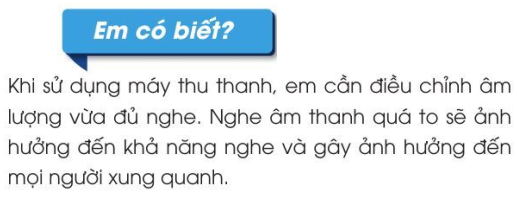 Em có biết?
Khi sử dụng máy thu thanh, em cần điều chỉnh âm
lượng vừa đủ nghe. Nghe âm thanh quá to sẽ ảnh
hưởng đến khả năng nghe và gây ảnh hưởng đến
mọi người xung quanh.